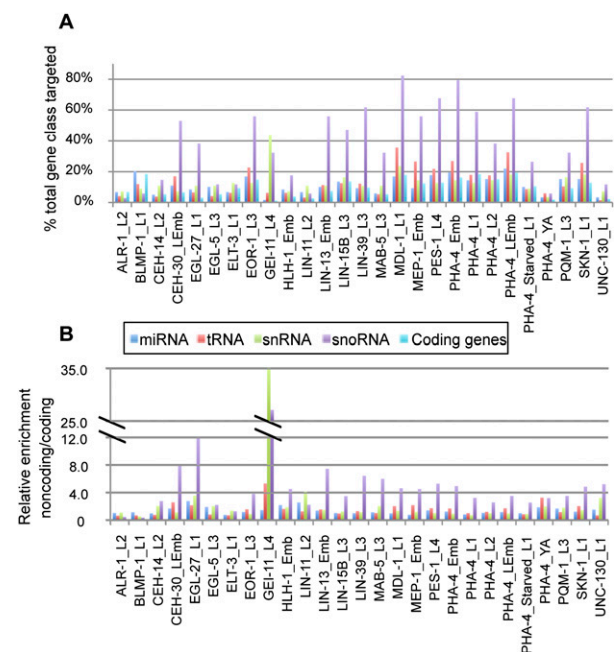 A
% total gene class targeted
80%
60%
40%
20%
0%
ALR-1_L2
BLMP-1_L1
CEH-14_L2
CEH-30_LEmb
EGL-27_L1
EGL-5_L3
ELT-3_L1
EOR-1_L3
GEI-11_L4
HLH-1_Emb
LIN-11_L2
LIN-13_Emb
LIN-15B_L3
LIN-39_L3
MAB-5_L3
MDL-1_L1
MEP-1_Emb
PES-1_L4
PHA-4_Emb
PHA-4_L1
PHA-4_L2
PHA-4_LEmb
PHA-4_Starved_L1
PHA-4_YA
PQM-1_L3
SKN-1_L1
UNC-130_L1
B
miRNA tRNA snRNA snoRNA Coding genes
Relative enrichment
noncoding/coding
35.0
25.0
12.0
8.0
4.0
0
ALR-1_L2
BLMP-1_L1
CEH-14_L2
CEH-30_LEmb
EGL-27_L1
EGL-5_L3
ELT-3_L1
EOR-1_L3
GEI-11_L4
HLH-1_Emb
LIN-11_L2
LIN-13_Emb
LIN-15B_L3
LIN-39_L3
MAB-5_L3
MDL-1_L1
MEP-1_Emb
PES-1_L4
PHA-4_Emb
PHA-4_L1
PHA-4_L2
PHA-4_LEmb
PHA-4_Starved_L1
PHA-4_YA
PQM-1_L3
SKN-1_L1
UNC-130_L1